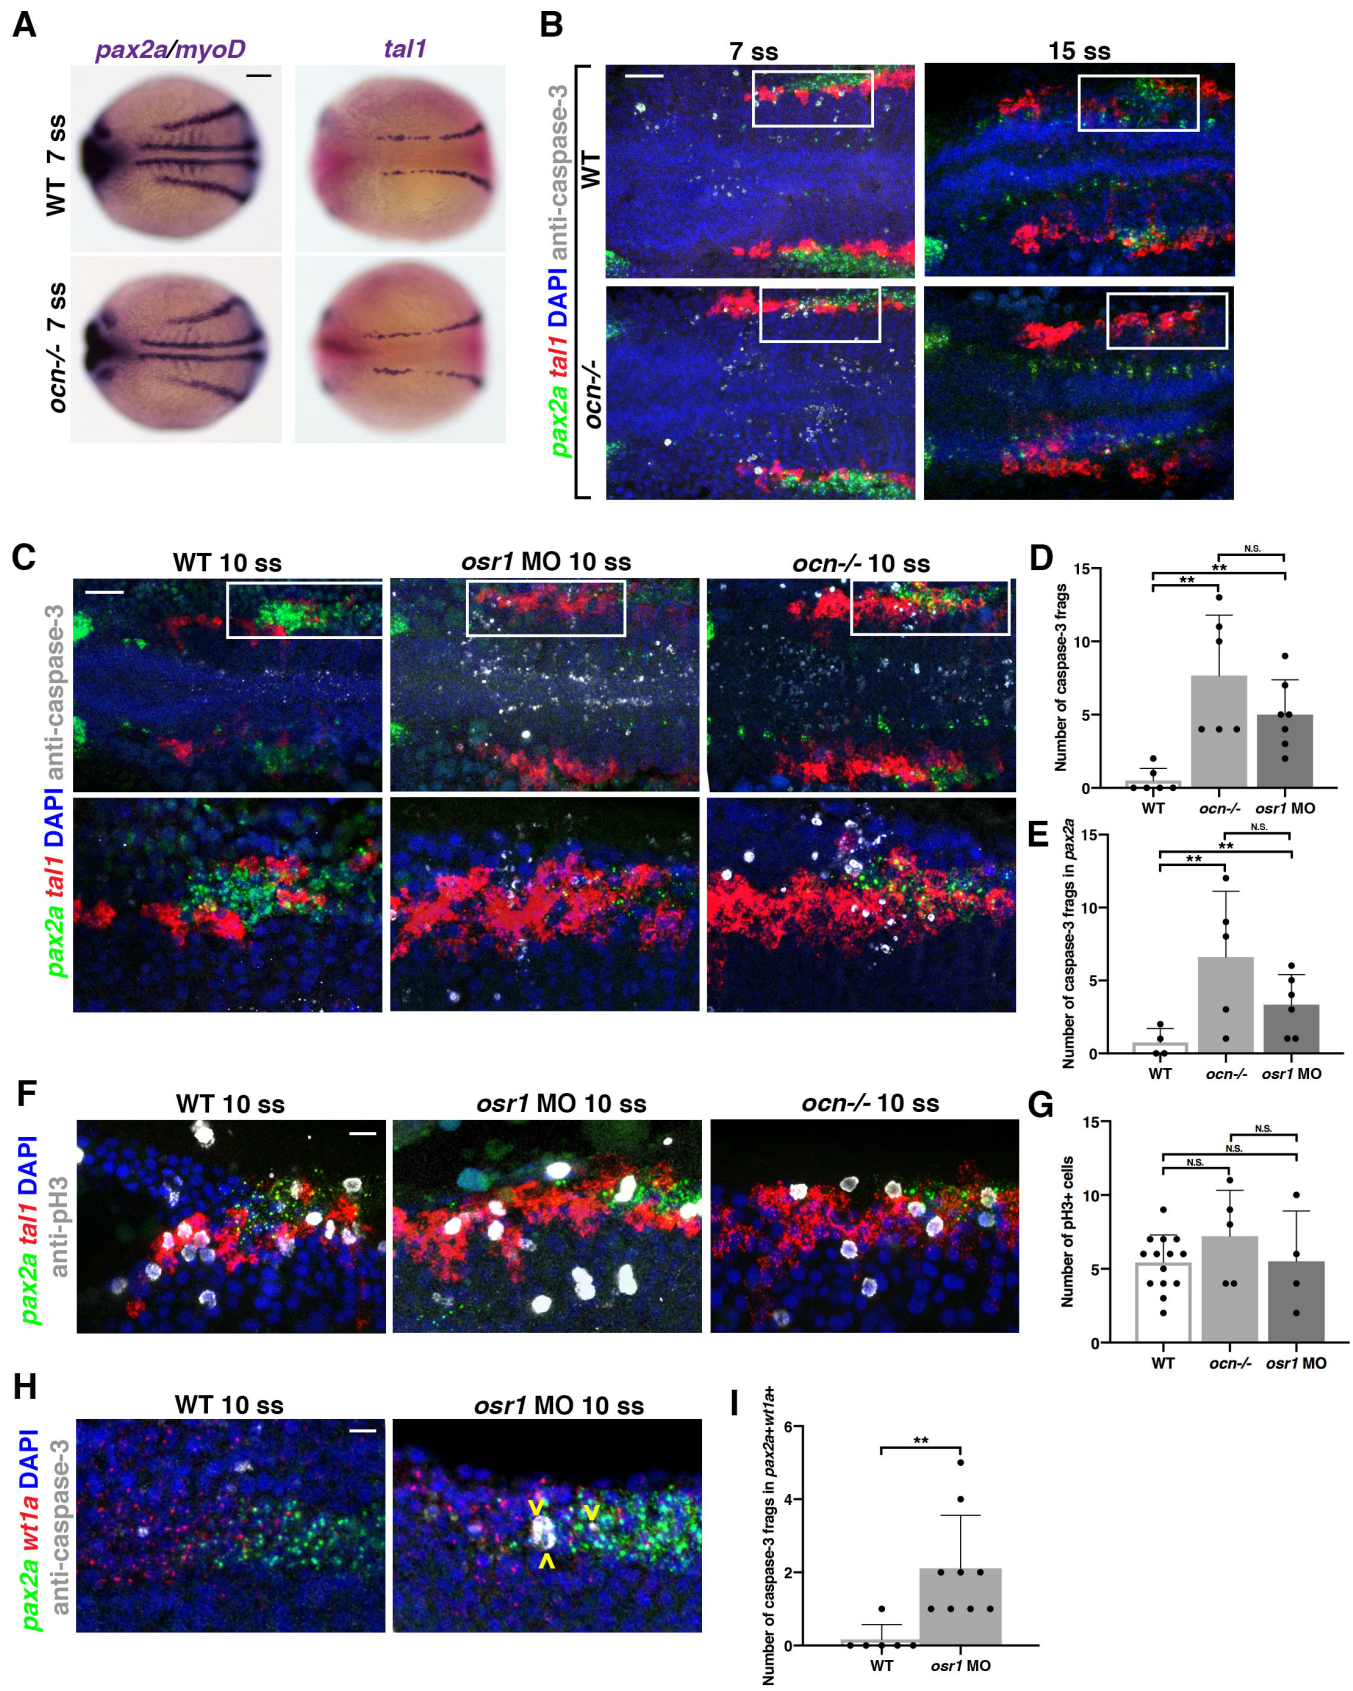 A
pax2a/myoD
tal1
WT 7 ss
ocn-/- 7 ss
B
7 ss
15 ss
pax2a tal1 DAPI anti-caspase-3
WT
ocn-/-
C
WT 10 ss
osr1 MO 10 ss
ocn-/- 10 ss
pax2a tal1 DAPI anti-caspase-3
D
Number of caspase-3 frags
15
10
5
0
N.S.
**
**
WT
ocn-/-
osr1 MO
E
Number of caspase-3 frags in pax2a
15
10
5
0
N.S.
**
**
WT
ocn-/-
osr1 MO
F
WT 10 ss
osr1 MO 10 ss
ocn-/- 10 ss
pax2a tal1 DAPI
anti-pH3
G
Number of pH3+ cells
15
10
5
0
N.S.
N.S.
N.S.
WT
ocn-/-
osr1 MO
H
WT 10 ss
osr1 MO 10 ss
pax2a wt1a DAPI
anti-caspase-3
I
Number of caspase-3 frags in pax2a+wt1a+
6
4
2
0
**
WT
osr1 MO